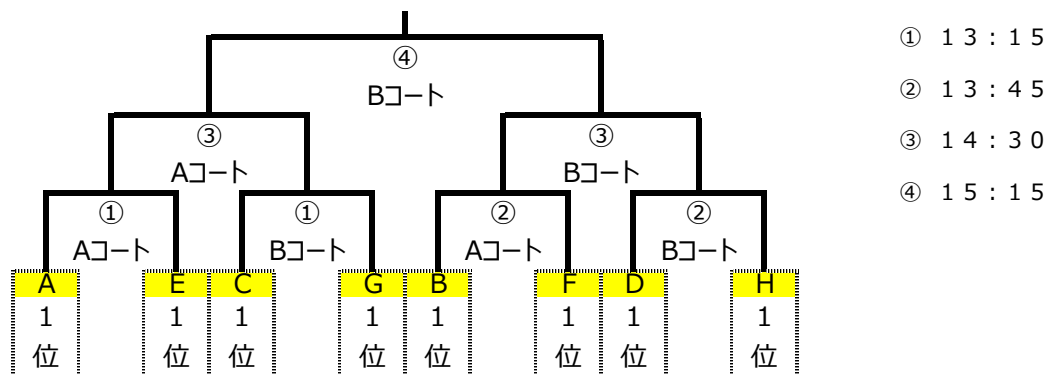 ④
Bコート
③ ③
Aコート Bコート
① ① ② ②
Aコート Bコート Aコート Bコート
A E C G B F D H
1 1 1 1 1 1 1 1
位 位 位 位 位 位 位 位
① 13:15
② 13:45
③ 14:30
④ 15:15